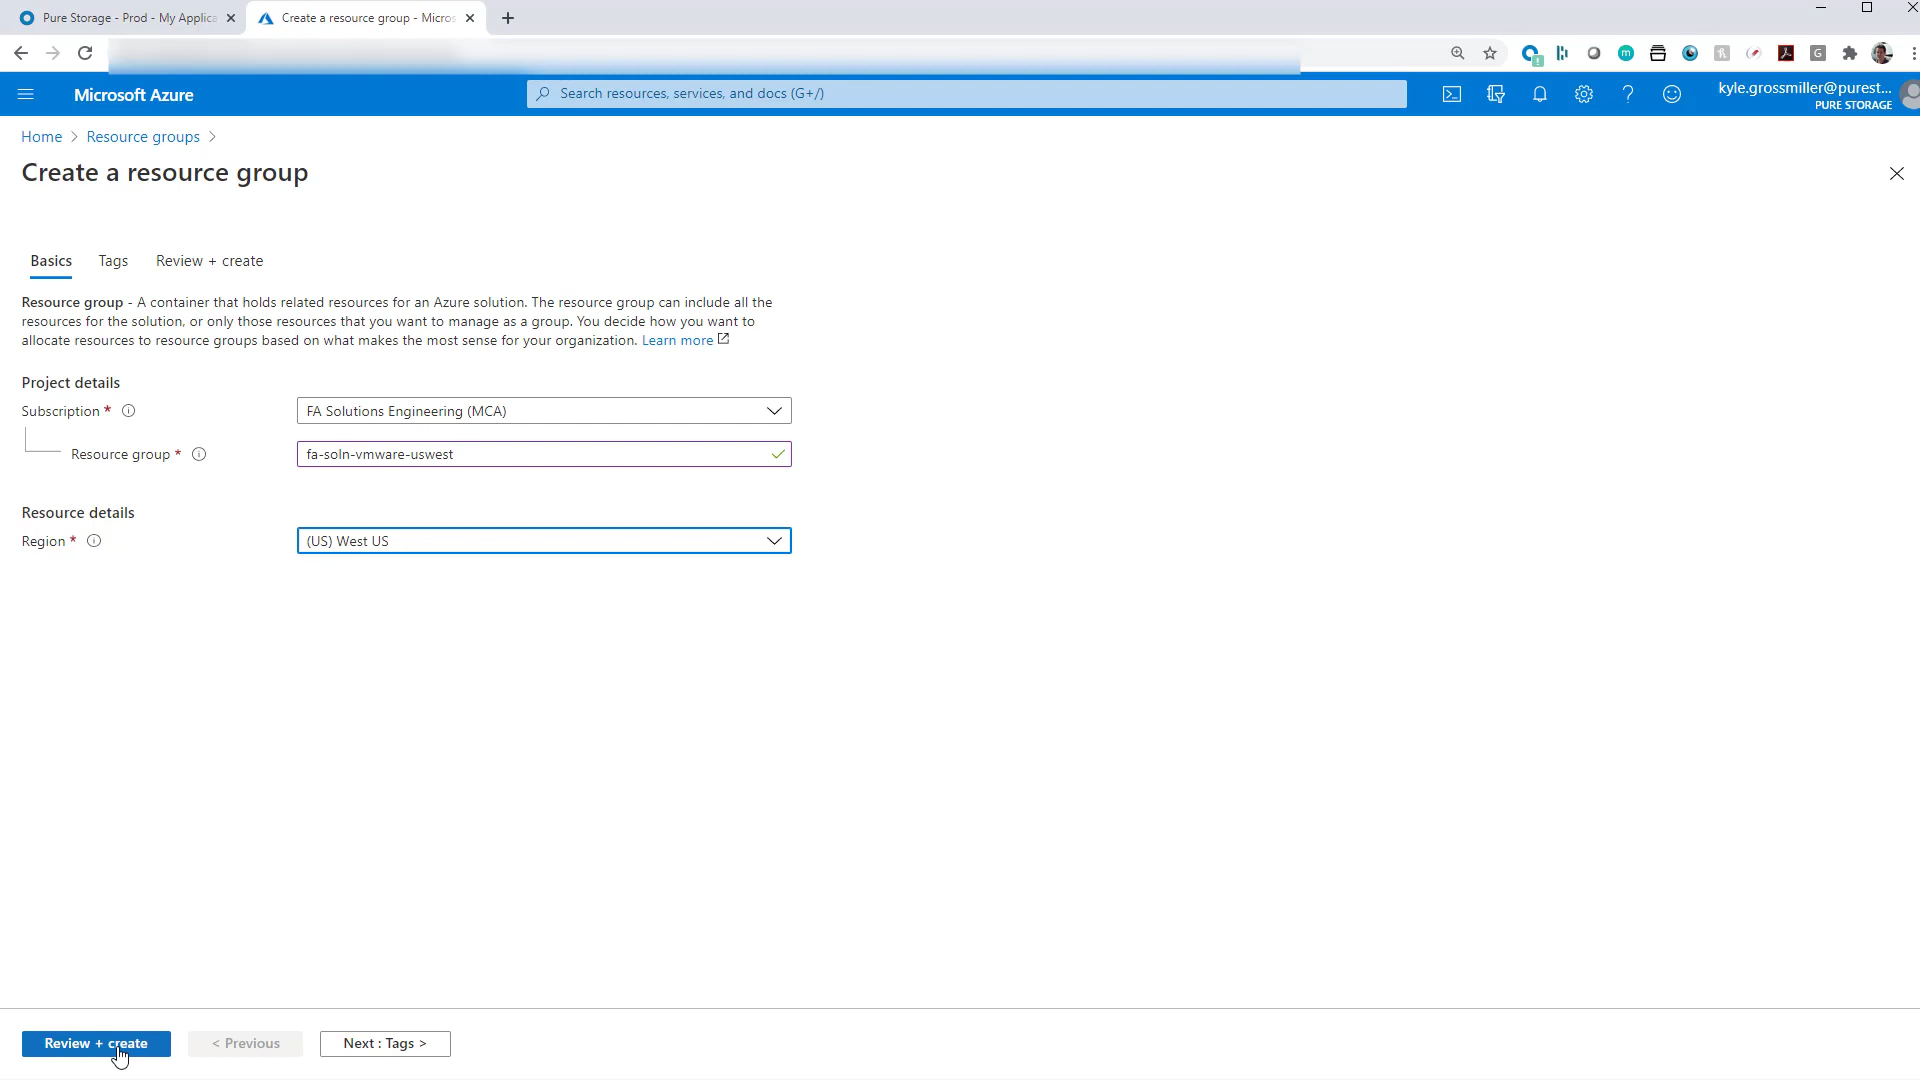 Pure Storage - Prod - My Applica
Create a resource group - Micros
Microsoft Azure
Search resources, services, and docs (G+/)
kyle.grossmiller@purest...
PURE STORAGE
Home > Resource groups >
Create a resource group
Basics Tags Review + create
Resource group - A container that holds related resources for an Azure solution. The resource group can include all the
resources for the solution, or only those resources that you want to manage as a group. You decide how you want to
allocate resources to resource groups based on what makes the most sense for your organization. Learn more
Project details
Subscription * FA Solutions Engineering (MCA)
Resource group * fa-soln-vmware-uswest
Resource details
Region * (US) West US
Review + create < Previous Next : Tags >